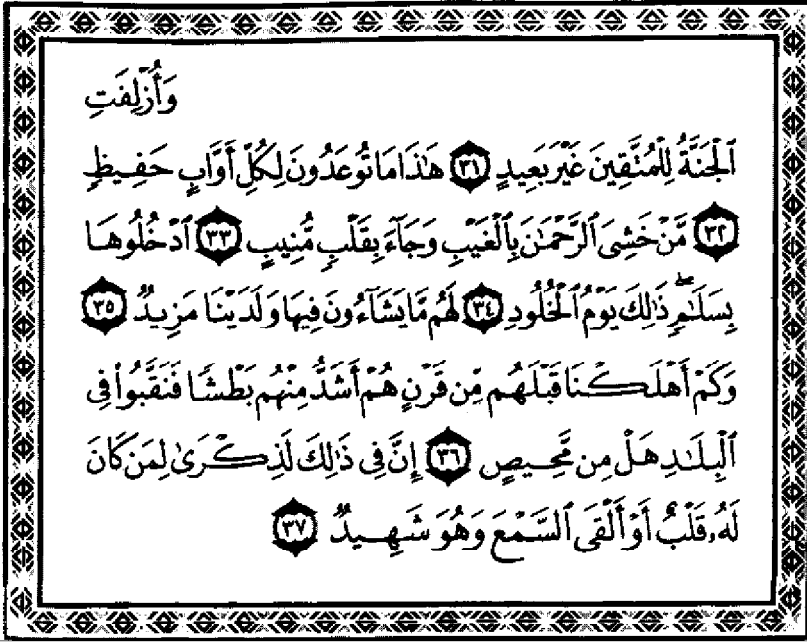 وَأُزْلِفَتِ
ٱلْجَنَّةُ لِلْمُتَّقِينَ غَيْرَ بَعِيدٍ ٣١ هَٰذَا مَا تُوعَدُونَ لِكُلِّ أَوَّابٍ حَفِيظٍ
٣٢ مَّنْ خَشِىَ ٱلرَّحْمَٰنَ بِٱلْغَيْبِ وَجَآءَ بِقَلْبٍ مُّنِيبٍ ٣٣ ٱدْخُلُوهَا
بِسَلَٰمٍۖ ذَٰلِكَ يَوْمُ ٱلْخُلُودِ ٣٤ لَهُم مَّا يَشَآءُونَ فِيهَا وَلَدَيْنَا مَزِيدٌ ٣٥
وَكَمْ أَهْلَكْنَا قَبْلَهُم مِّن قَرْنٍ هُمْ أَشَدُّ مِنْهُم بَطْشًا فَنَقَّبُوا۟ فِى
ٱلْبِلَٰدِ هَلْ مِن مَّحِيصٍ ٣٦ إِنَّ فِى ذَٰلِكَ لَذِكْرَىٰ لِمَن كَانَ
لَهُۥ قَلْبٌ أَوْ أَلْقَى ٱلسَّمْعَ وَهُوَ شَهِيدٌ ٣٧